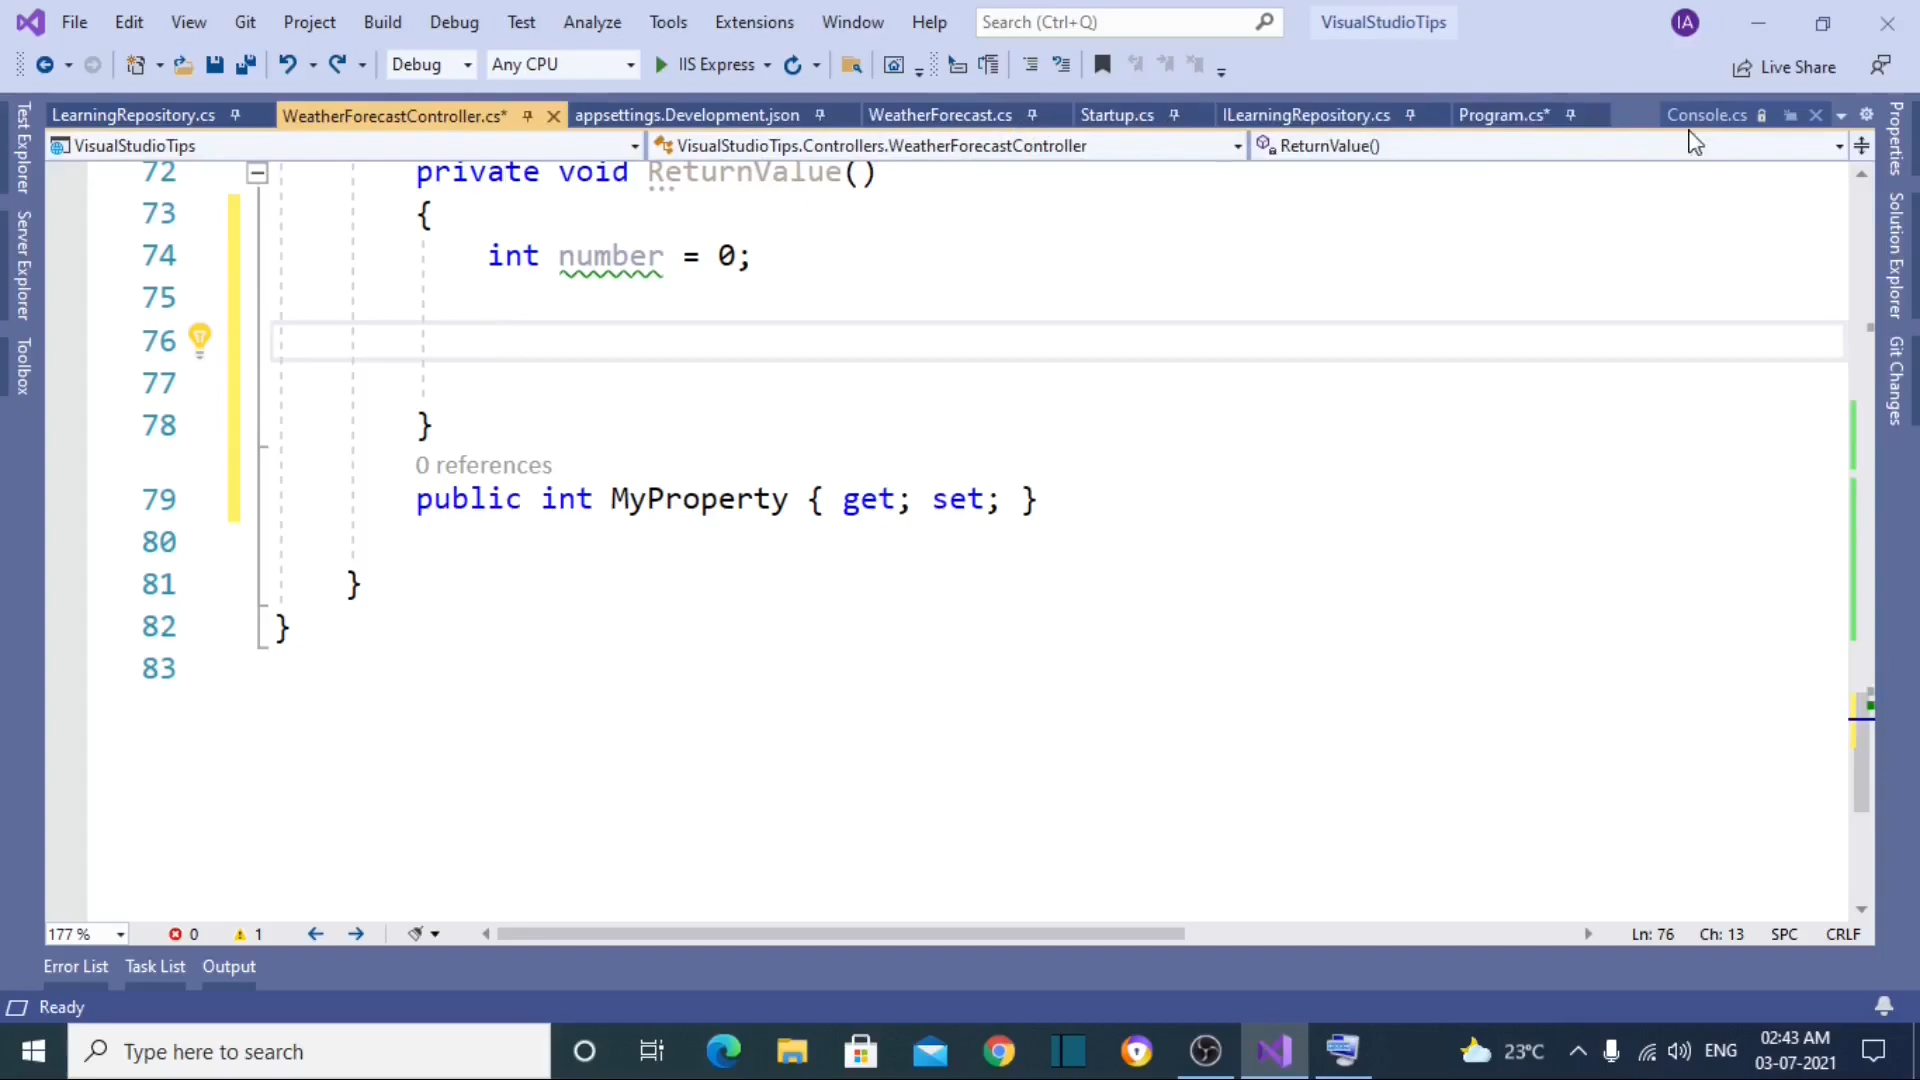 File Edit View Git Project Build Debug Test Analyze Tools Extensions Window Help Search (Ctrl+Q) VisualStudioTips IA
Debug Any CPU IIS Express Live Share
LearningRepository.cs WeatherForecastController.cs* appsettings.Development.json WeatherForecast.cs Startup.cs ILearningRepository.cs Program.cs* Console.cs
VisualStudioTips VisualStudioTips.Controllers.WeatherForecastController ReturnValue()
Test Explorer
Server Explorer
Toolbox
72 private void ReturnValue()
73 {
74 int number = 0;
75
76
77
78 }
0 references
79 public int MyProperty { get; set; }
80
81 }
82 }
83
Properties
Solution Explorer
Git Changes
177 % 0 1 Ln: 76 Ch: 13 SPC CRLF
Error List Task List Output
Ready
Type here to search 23°C ENG 02:43 AM
03-07-2021